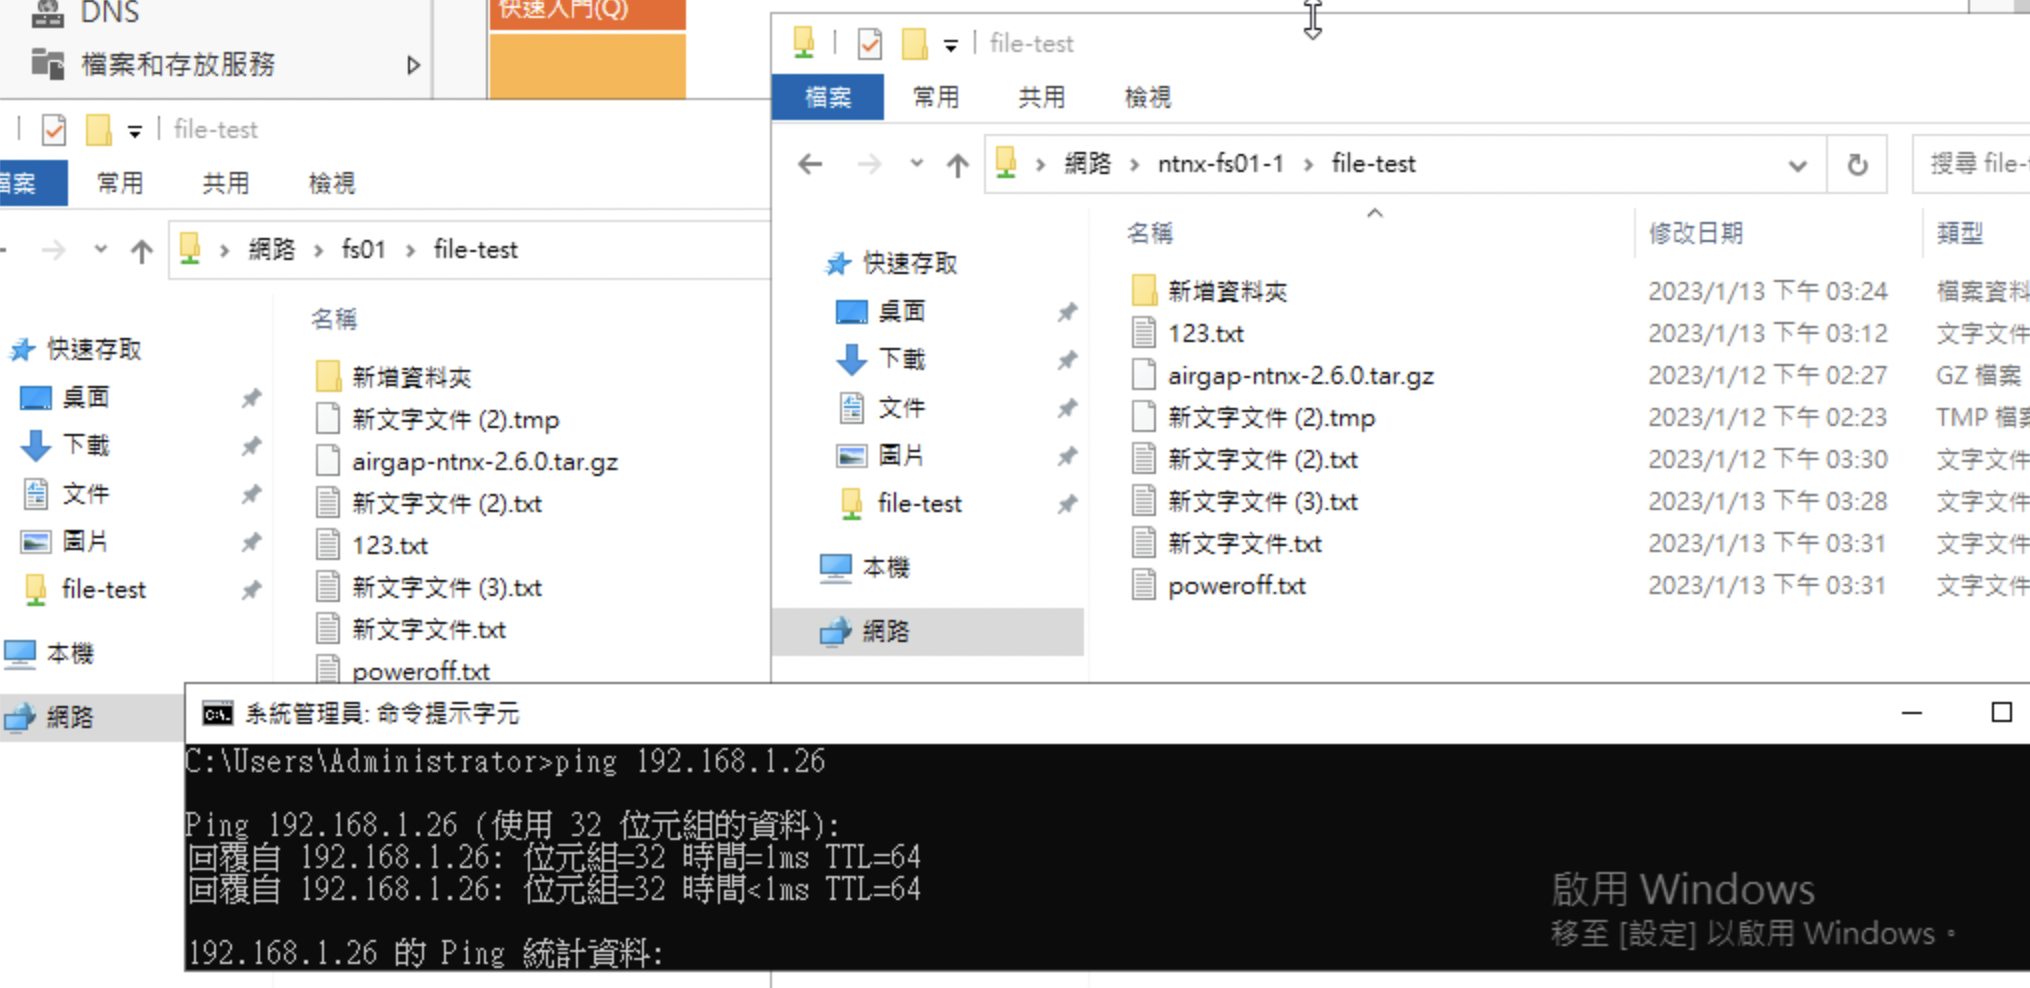 DNS
檔案和存放服務
快速入門(Q)
file-test
檔案
常用
共用
檢視
網路 fs01 file-test
名稱
快速存取
桌面
下載
文件
圖片
file-test
本機
網路
新增資料夾
新文字文件 (2).tmp
airgap-ntnx-2.6.0.tar.gz
新文字文件 (2).txt
123.txt
新文字文件 (3).txt
新文字文件.txt
poweroff.txt
file-test
檔案
常用
共用
檢視
網路 ntnx-fs01-1 file-test
搜尋 file-
快速存取
桌面
下載
文件
圖片
file-test
本機
網路
名稱 修改日期 類型
新增資料夾 2023/1/13 下午 03:24 檔案資料
123.txt 2023/1/13 下午 03:12 文字文件
airgap-ntnx-2.6.0.tar.gz 2023/1/12 下午 02:27 GZ 檔案
新文字文件 (2).tmp 2023/1/12 下午 02:23 TMP 檔案
新文字文件 (2).txt 2023/1/12 下午 03:30 文字文件
新文字文件 (3).txt 2023/1/13 下午 03:28 文字文件
新文字文件.txt 2023/1/13 下午 03:31 文字文件
poweroff.txt 2023/1/13 下午 03:31 文字文件
系統管理員: 命令提示字元
C:\Users\Administrator>ping 192.168.1.26
Ping 192.168.1.26 (使用 32 位元組的資料):
回覆自 192.168.1.26: 位元組=32 時間=1ms TTL=64
回覆自 192.168.1.26: 位元組=32 時間<1ms TTL=64
192.168.1.26 的 Ping 統計資料:
啟用 Windows
移至 [設定] 以啟用 Windows。